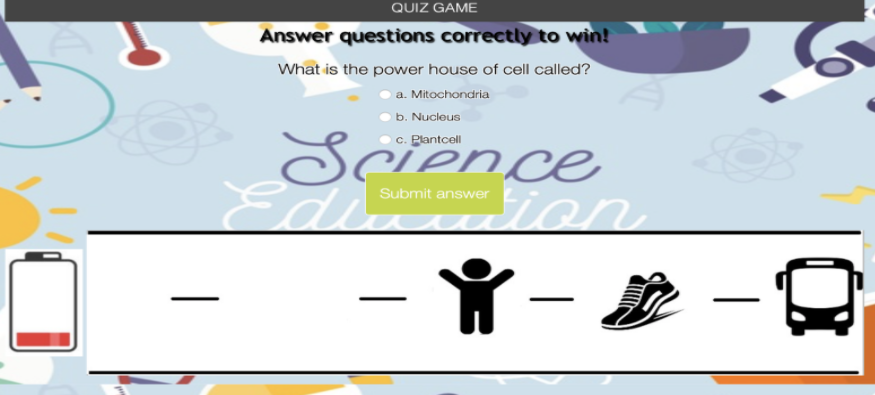 QUIZ GAME
Answer questions correctly to win!
What is the power house of cell called?
a. Mitochondria
b. Nucleus
c. Plantcell
Science
Submit answer
Education